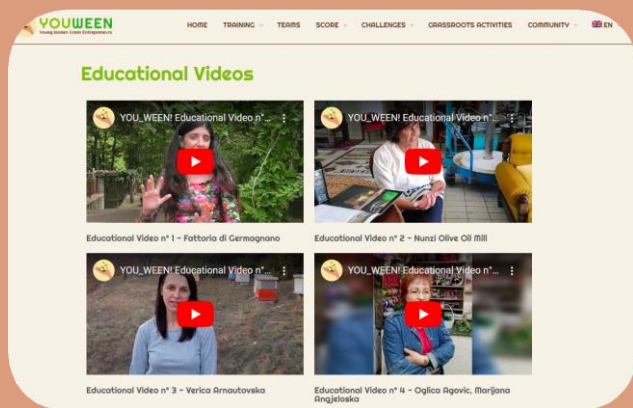 YOUWEEN
Young Women Green Entrepreneurs
HOME TRAINING TEAMS SCORE CHALLENGES GRASSROOTS ACTIVITIES COMMUNITY EN
Educational Videos
YOU_WEEN! Educational Video n°...
YOU_WEEN! Educational Video n°...
Educational Video n° 1 - Fattoria di Germagnano
Educational Video n° 2 - Nunzi Olive Oil Mill
YOU_WEEN! Educational Video n°...
YOU_WEEN! Educational Video n°...
Educational Video n° 3 - Verica Arnautovska
Educational Video n° 4 - Oglica Agovic, Marijana
Angjeloska